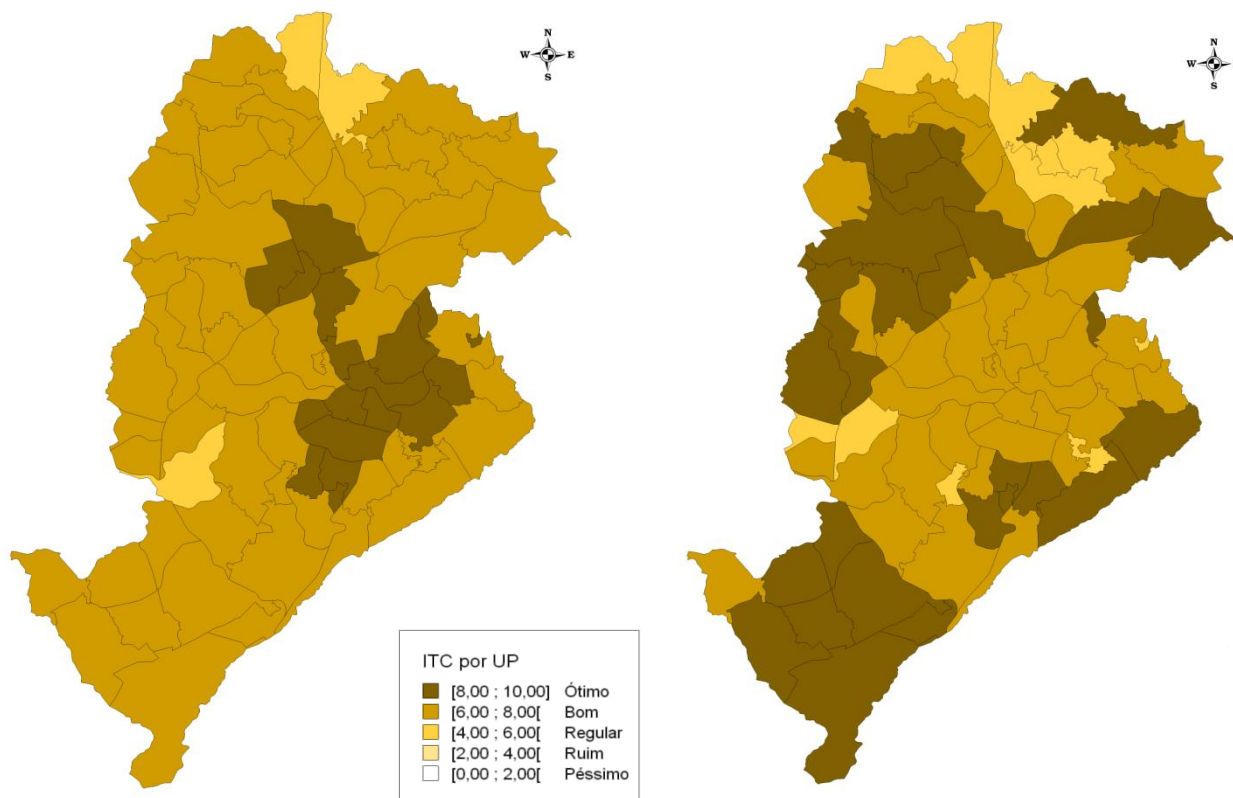 N
W E
S
N
W
S
ITC por UP
[8,00 ; 10,00] Ótimo
[6,00 ; 8,00[ Bom
[4,00 ; 6,00[ Regular
[2,00 ; 4,00[ Ruim
[0,00 ; 2,00[ Péssimo